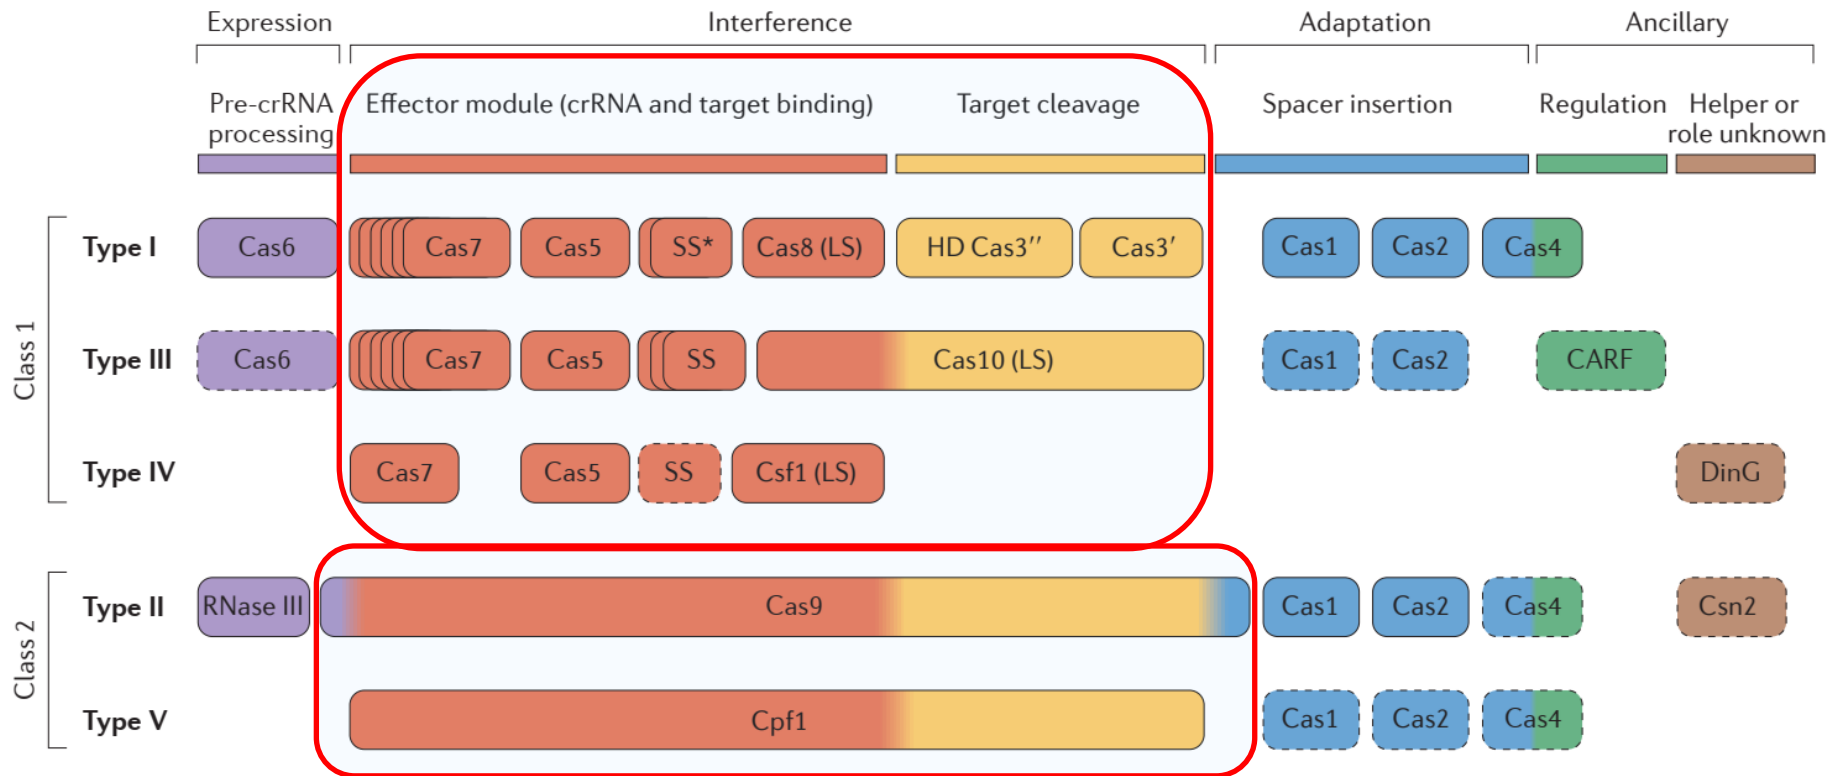 Expression Interference Adaptation Ancillary
Pre-crRNA processing Effector module (crRNA and target binding) Target cleavage Spacer insertion Regulation Helper or role unknown
Class 1
Type I Cas6 Cas7 Cas5 SS* Cas8 (LS) HD Cas3′′ Cas3′ Cas1 Cas2 Cas4
Type III Cas6 Cas7 Cas5 SS Cas10 (LS) Cas1 Cas2 CARF
Type IV Cas7 Cas5 SS Csf1 (LS) DinG
Class 2
Type II RNase III Cas9 Cas1 Cas2 Cas4 Csn2
Type V Cpf1 Cas1 Cas2 Cas4